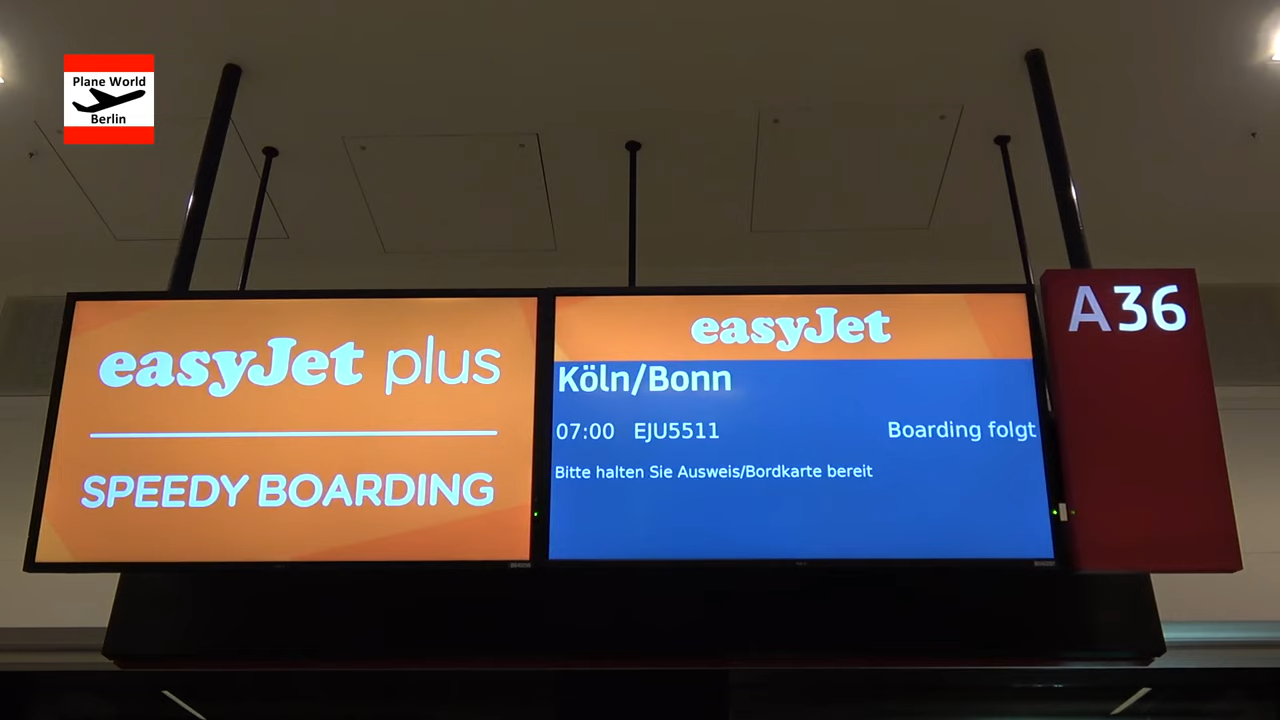 Plane World
Berlin
easyJet plus
SPEEDY BOARDING
easyJet
Köln/Bonn
07:00 EJU5511 Boarding folgt
Bitte halten Sie Ausweis/Bordkarte bereit
A36